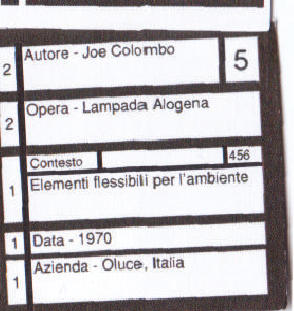 2 Autore - Joe Colombo 5
2 Opera - Lampada Alogena
Contesto 456
1 Elementi flessibili per l'ambiente
1 Data - 1970
1 Azienda - Oluce, Italia